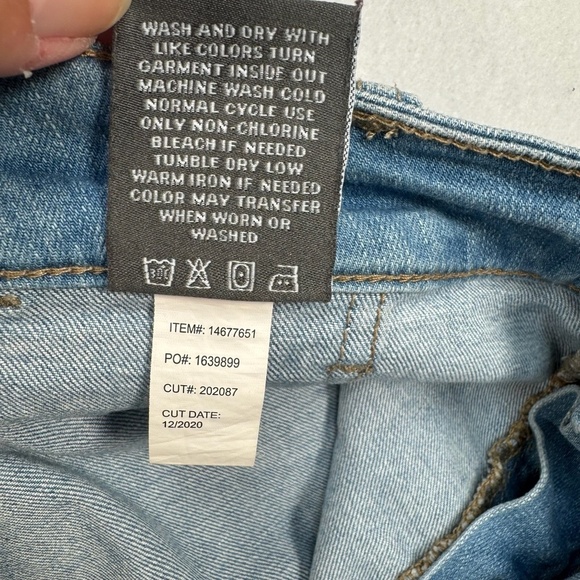 WASH AND DRY WITH
LIKE COLORS TURN
GARMENT INSIDE OUT
MACHINE WASH COLD
NORMAL CYCLE USE
ONLY NON-CHLORINE
BLEACH IF NEEDED
TUMBLE DRY LOW
WARM IRON IF NEEDED
COLOR MAY TRANSFER
WHEN WORN OR
WASHED
ITEM#: 14677651
PO#: 1639899
CUT#: 202087
CUT DATE:
12/2020